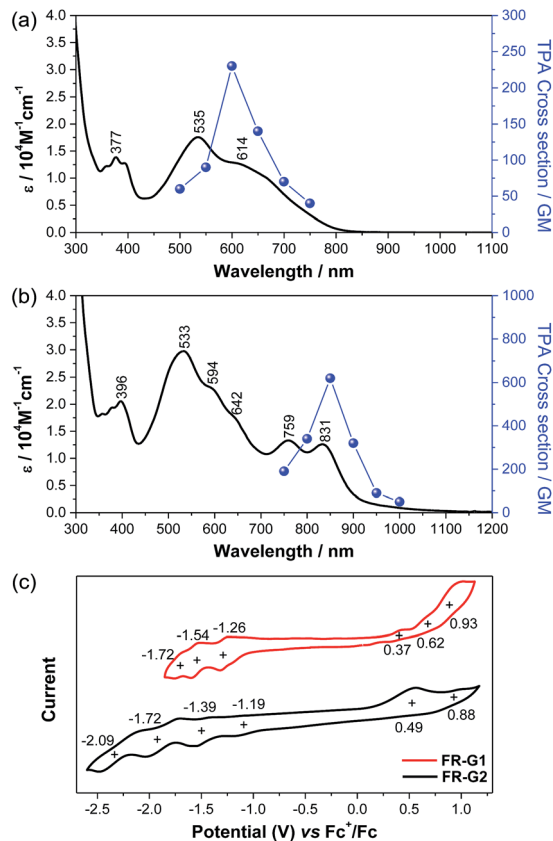 (a)
4.0
3.5
3.0
2.5
2.0
1.5
1.0
0.5
0.0
ε / 10⁴M⁻¹cm⁻¹
377
535
614
300
250
200
150
100
50
0
TPA Cross section / GM
300 400 500 600 700 800 900 1000 1100
Wavelength / nm
(b)
4.0
3.5
3.0
2.5
2.0
1.5
1.0
0.5
0.0
ε / 10⁴M⁻¹cm⁻¹
396
533
594
642
759
831
1000
800
600
400
200
0
TPA Cross section / GM
300 400 500 600 700 800 900 1000 1100 1200
Wavelength / nm
(c)
Current
-1.72 -1.54 -1.26
0.37 0.62 0.93
-2.09 -1.72 -1.39 -1.19
0.49 0.88
FR-G1
FR-G2
-2.5 -2.0 -1.5 -1.0 -0.5 0.0 0.5 1.0
Potential (V) vs Fc⁺/Fc